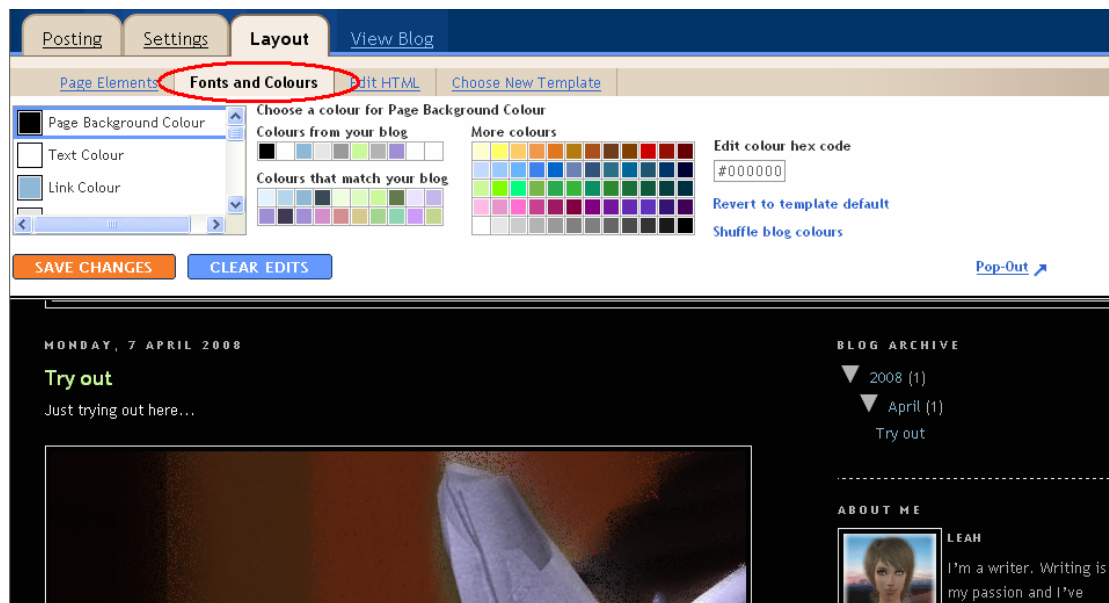 Posting Settings Layout View Blog
Page Elements Fonts and Colours Edit HTML Choose New Template
Page Background Colour
Text Colour
Link Colour
Choose a colour for Page Background Colour
Colours from your blog
Colours that match your blog
More colours
Edit colour hex code
#000000
Revert to template default
Shuffle blog colours
SAVE CHANGES CLEAR EDITS
Pop-Out
MONDAY, 7 APRIL 2008
Try out
Just trying out here...
BLOG ARCHIVE
2008 (1)
April (1)
Try out
ABOUT ME
LEAH
I'm a writer. Writing is
my passion and I've